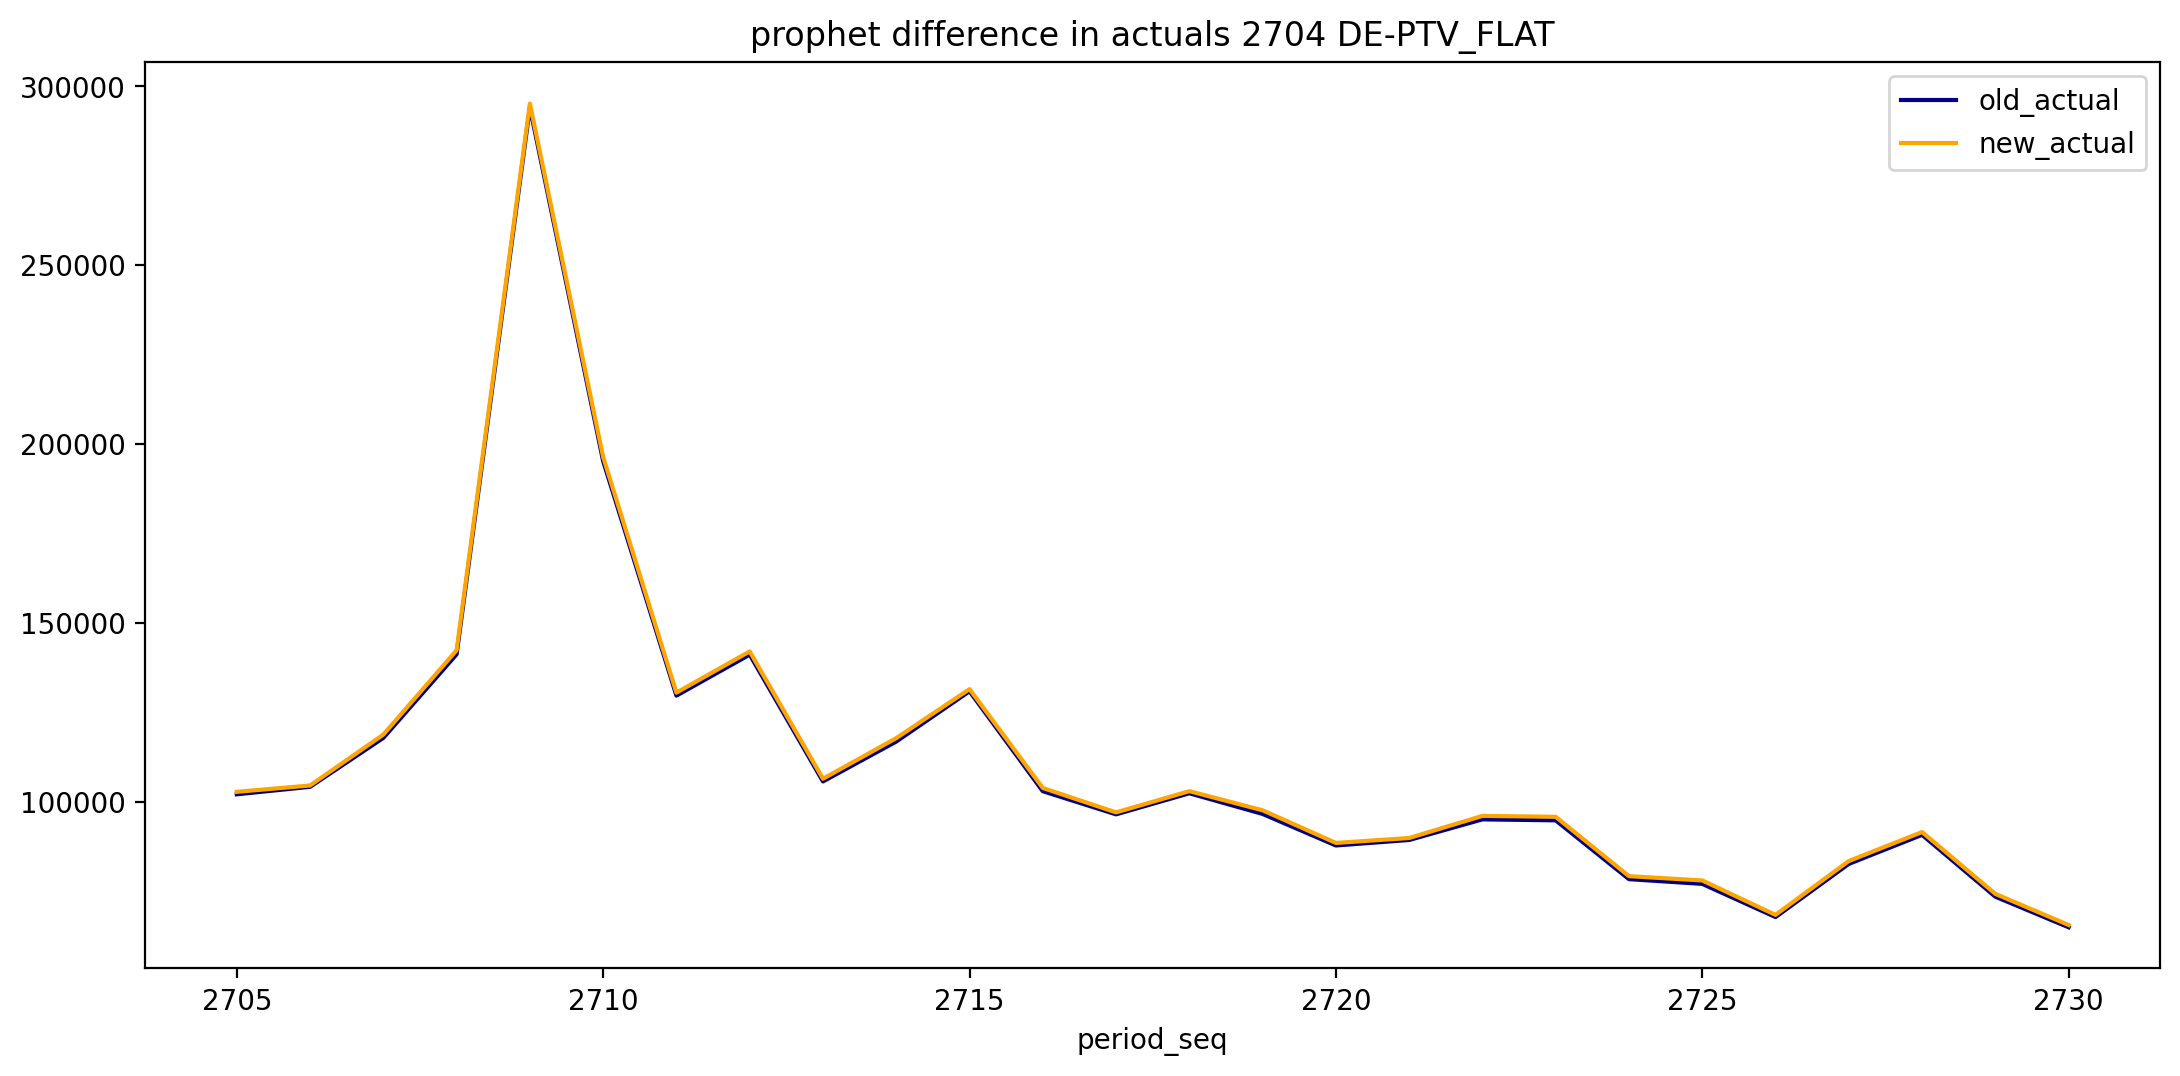 prophet difference in actuals 2704 DE-PTV_FLAT
300000
250000
200000
150000
100000
old_actual
new_actual
2705 2710 2715 2720 2725 2730
period_seq